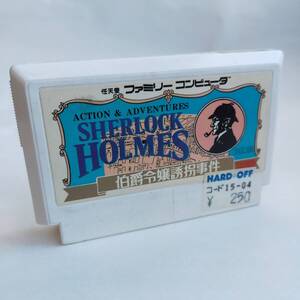 任天堂 ファミリー コンピュータ
ACTION & ADVENTURES
SHERLOCK
HOLMES
伯爵令嬢誘拐事件
HARD OFF
コード15-04
¥ 250